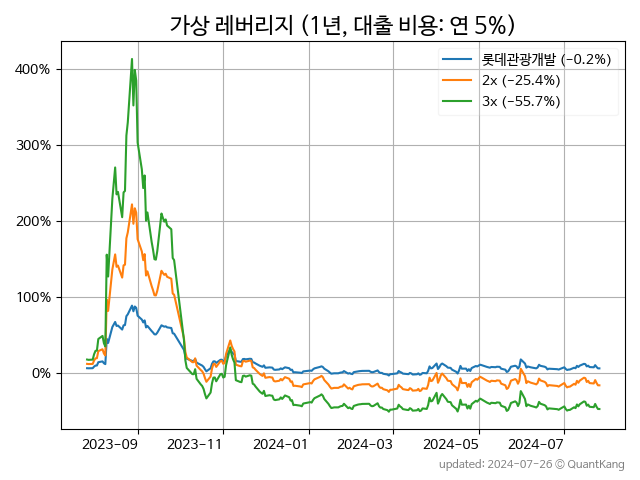 가상 레버리지 (1년, 대출 비용: 연 5%)
롯데관광개발 (−0.2%)
2x (−25.4%)
3x (−55.7%)
400%
300%
200%
100%
0%
2023-09 2023-11 2024-01 2024-03 2024-05 2024-07
updated: 2024-07-26 ⓒ QuantKang